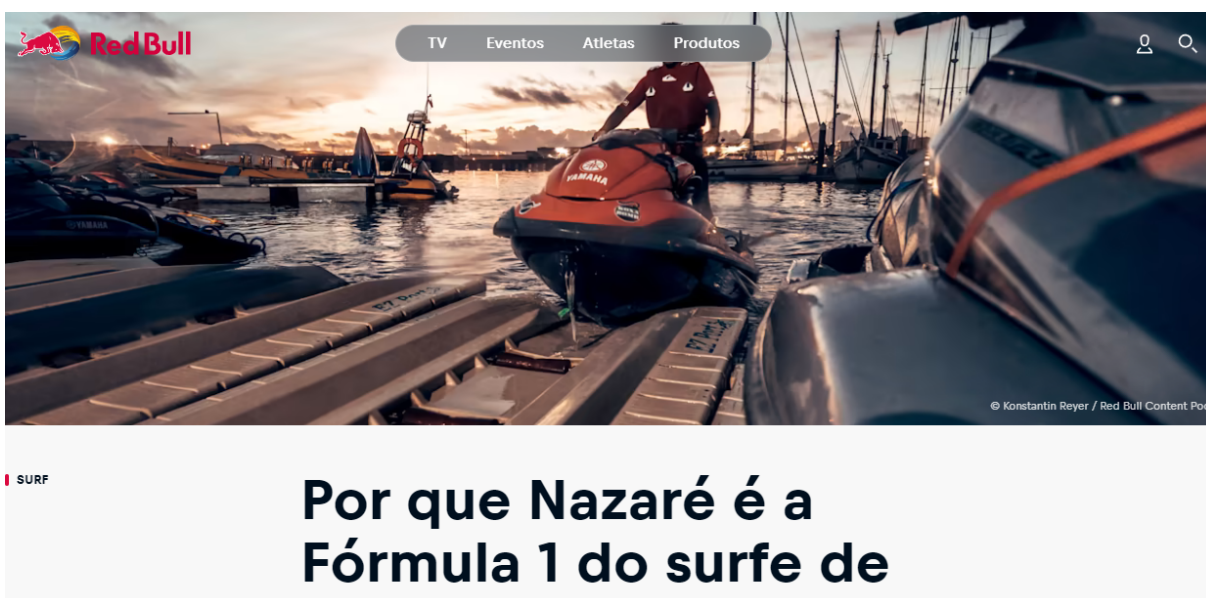 Red Bull
TV Eventos Atletas Produtos
YAMAHA
YAMAHA
© Konstantin Reyer / Red Bull Content Poo
SURF
Por que Nazaré é a
Fórmula 1 do surfe de